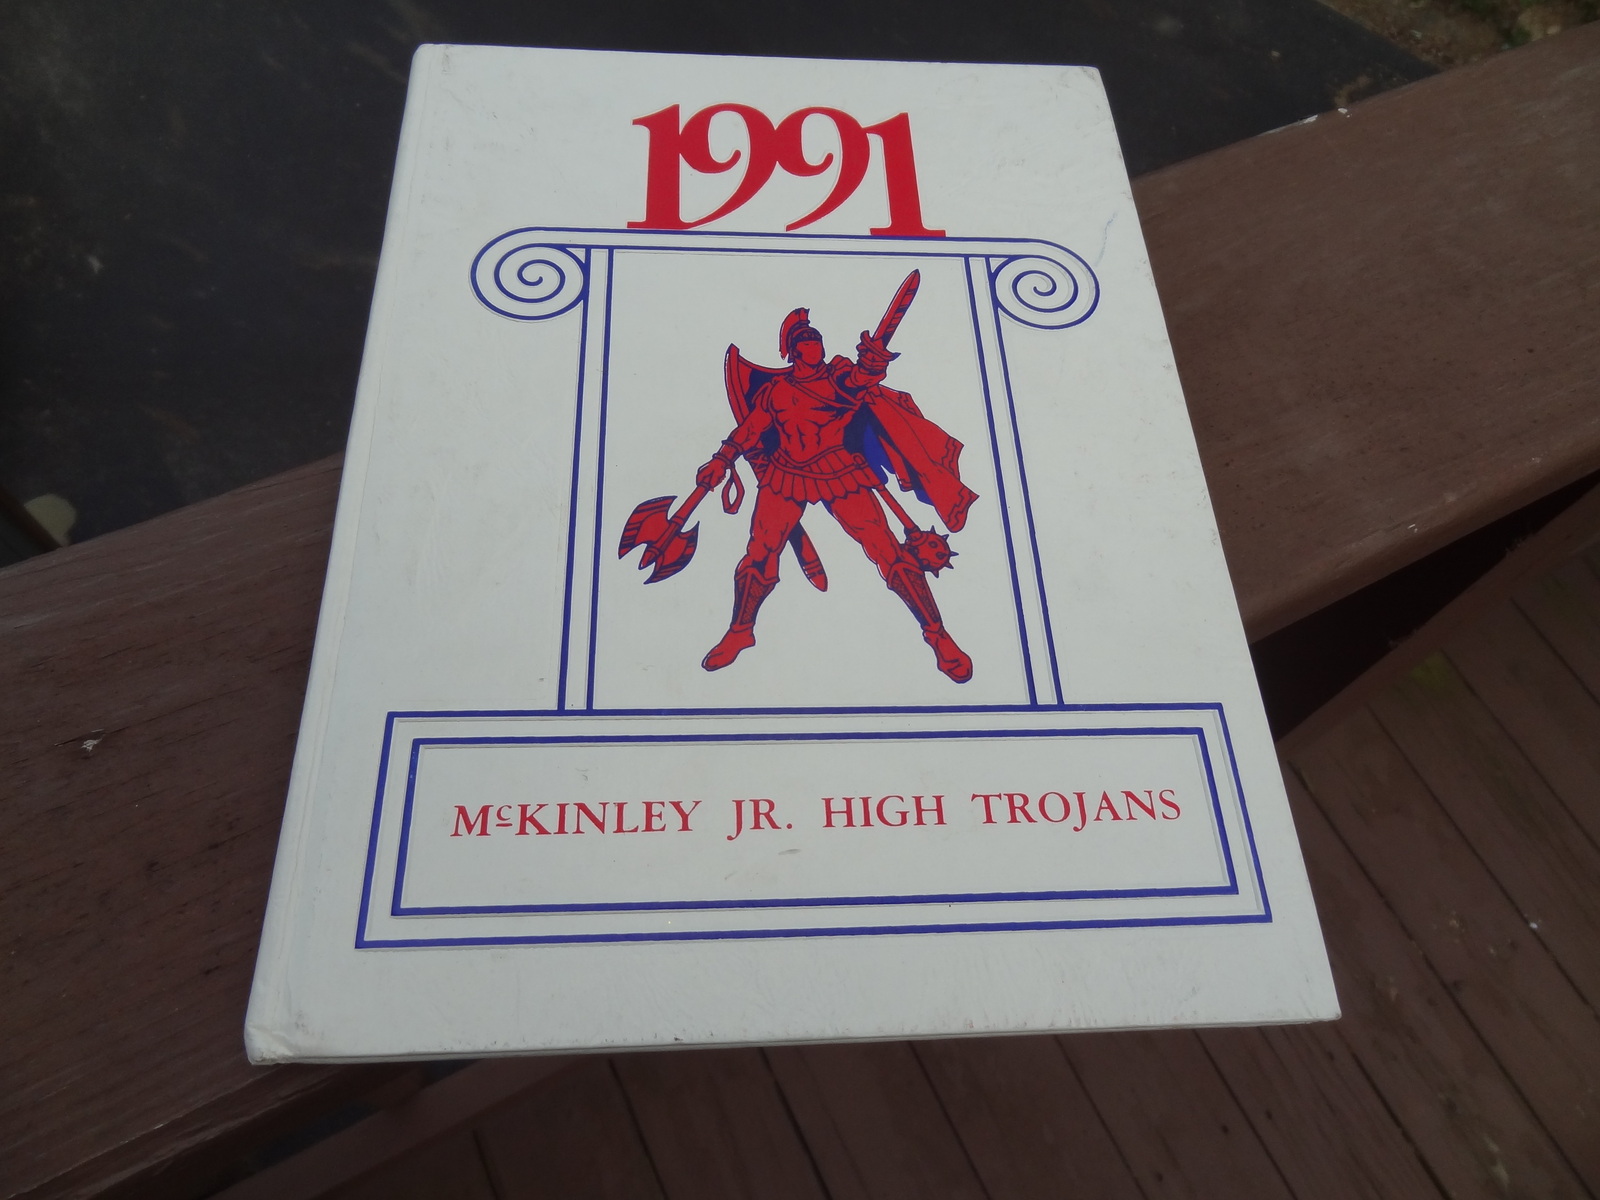 1991
McKINLEY JR. HIGH TROJANS